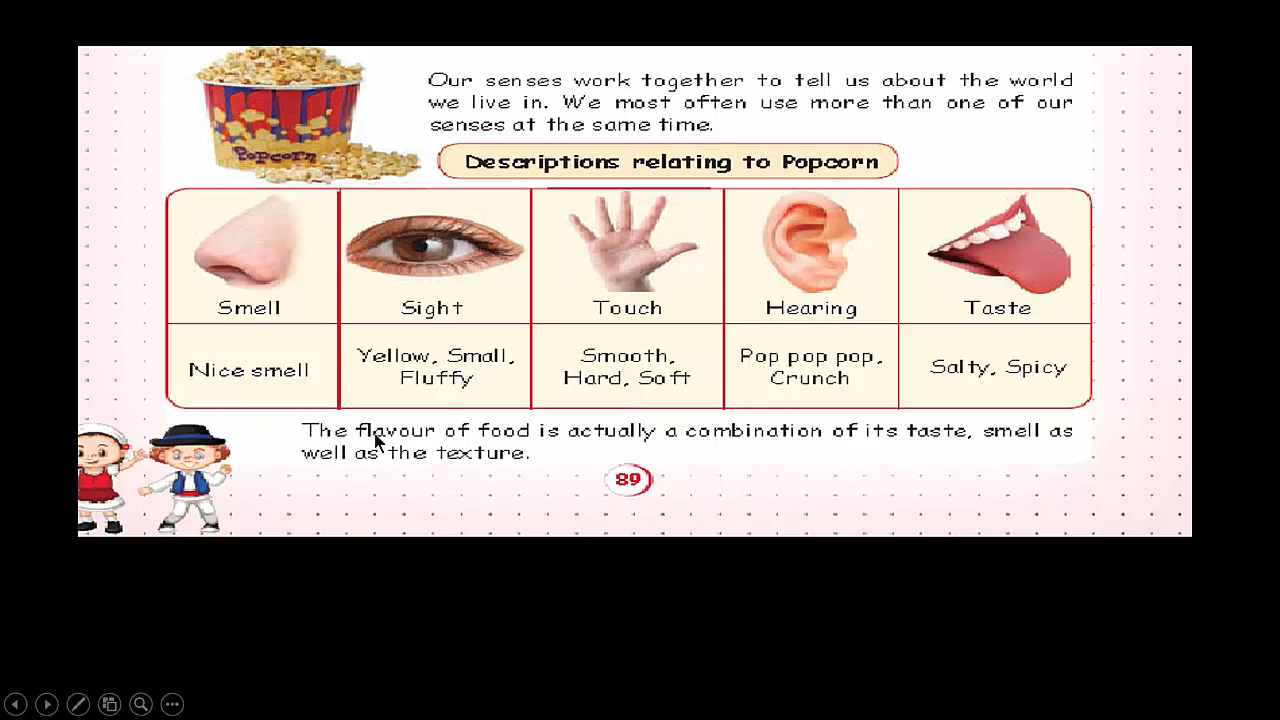 Our senses work together to tell us about the world
we live in. We most often use more than one of our
senses at the same time.
Popcorn
Descriptions relating to Popcorn
Smell
Sight
Touch
Hearing
Taste
Nice smell
Yellow, Small,
Fluffy
Smooth,
Hard, Soft
Pop pop pop,
Crunch
Salty, Spicy
The flavour of food is actually a combination of its taste, smell as
well as the texture.
89